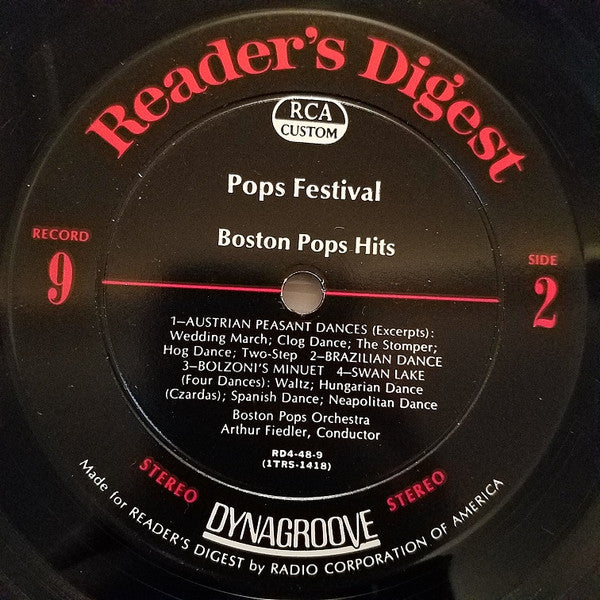 Reader's Digest
RCA
CUSTOM
Pops Festival
Boston Pops Hits
RECORD
9
SIDE
2
1—AUSTRIAN PEASANT DANCES (Excerpts):
Wedding March; Clog Dance; The Stomper;
Hog Dance; Two-Step 2—BRAZILIAN DANCE
3—BOLZONI'S MINUET 4—SWAN LAKE
(Four Dances): Waltz; Hungarian Dance
(Czardas); Spanish Dance; Neapolitan Dance
Boston Pops Orchestra
Arthur Fiedler, Conductor
RD4-48-9
(1TRS-1418)
STEREO
DYNAGROOVE
STEREO
Made for READER'S DIGEST by RADIO CORPORATION OF AMERICA